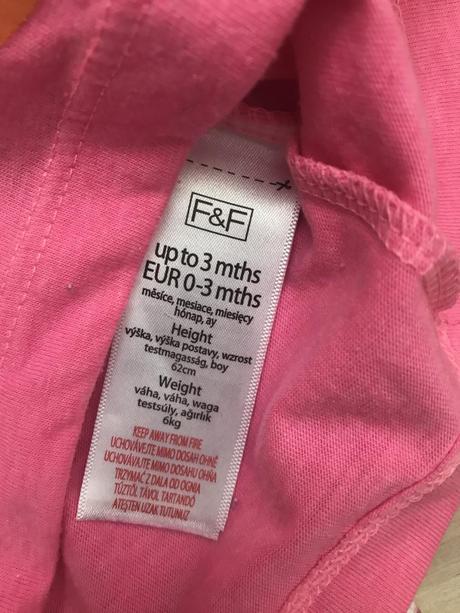 F&F
up to 3 mths
EUR 0-3 mths
měsíce, mesiace, miesięcy
hónap, ay
Height
výška, výška postavy, wzrost
testmagasság, boy
62cm
Weight
váha, váha, waga
testsúly, ağırlık
6kg
KEEP AWAY FROM FIRE
UCHOVÁVEJTE MIMO DOSAH OHNĚ
UCHOVÁVAJTE MIMO DOSAHU OHŇA
TRZYMAĆ Z DALA OD OGNIA
TŰZTŐL TÁVOL TARTANDÓ
ATEŞTEN UZAK TUTUNUZ